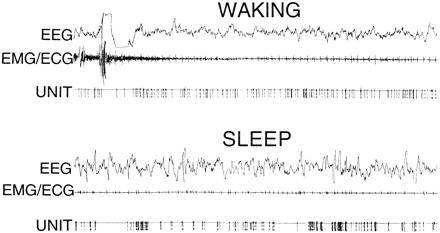 WAKING
EEG
EMG/ECG
UNIT
SLEEP
EEG
EMG/ECG
UNIT